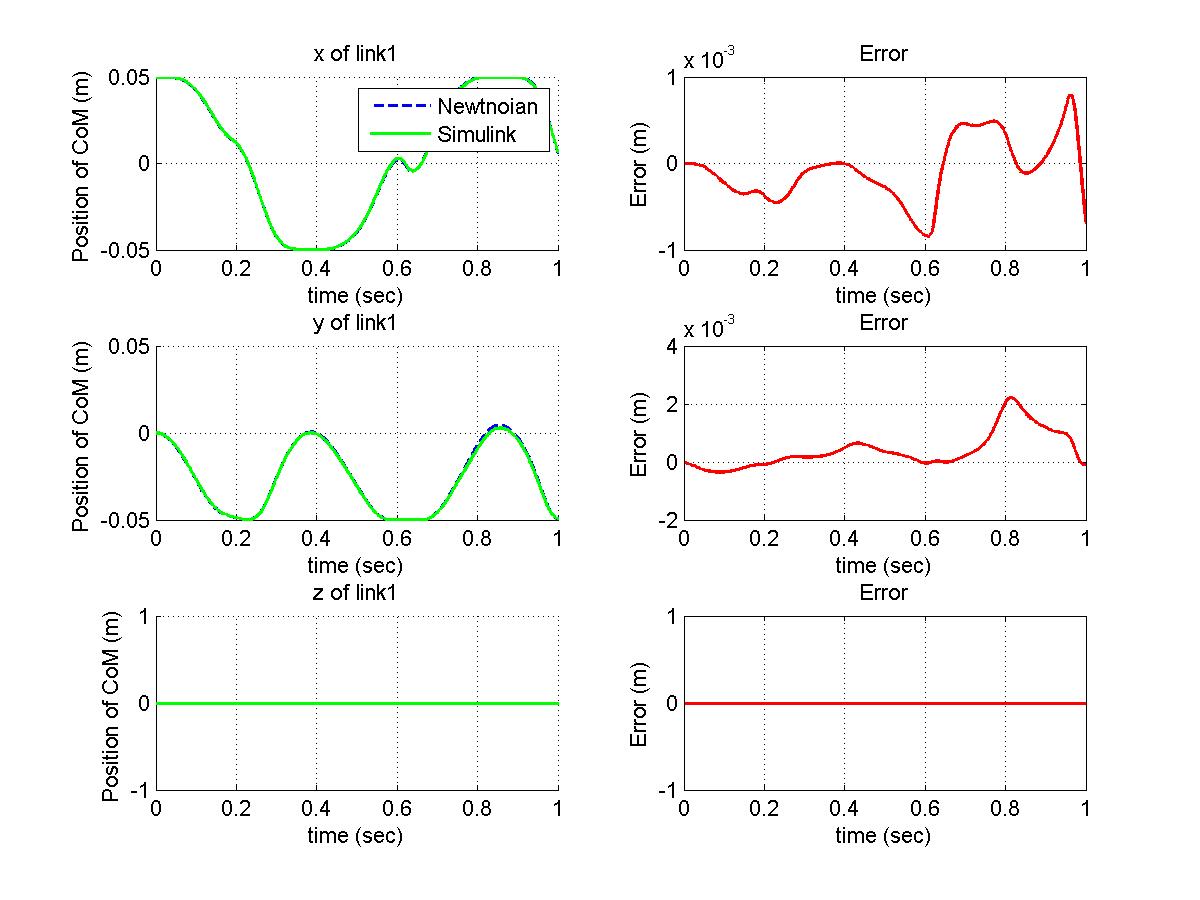 x of link1
Position of CoM (m)
0.05
0
-0.05
0 0.2 0.4 0.6 0.8 1
time (sec)
Newtnoian
Simulink
Error
x 10-3
Error (m)
1
0
-1
0 0.2 0.4 0.6 0.8 1
time (sec)
y of link1
Position of CoM (m)
0.05
0
-0.05
0 0.2 0.4 0.6 0.8 1
time (sec)
Error
x 10-3
Error (m)
4
2
0
-2
0 0.2 0.4 0.6 0.8 1
time (sec)
z of link1
Position of CoM (m)
1
0
-1
0 0.2 0.4 0.6 0.8 1
time (sec)
Error
Error (m)
1
0
-1
0 0.2 0.4 0.6 0.8 1
time (sec)